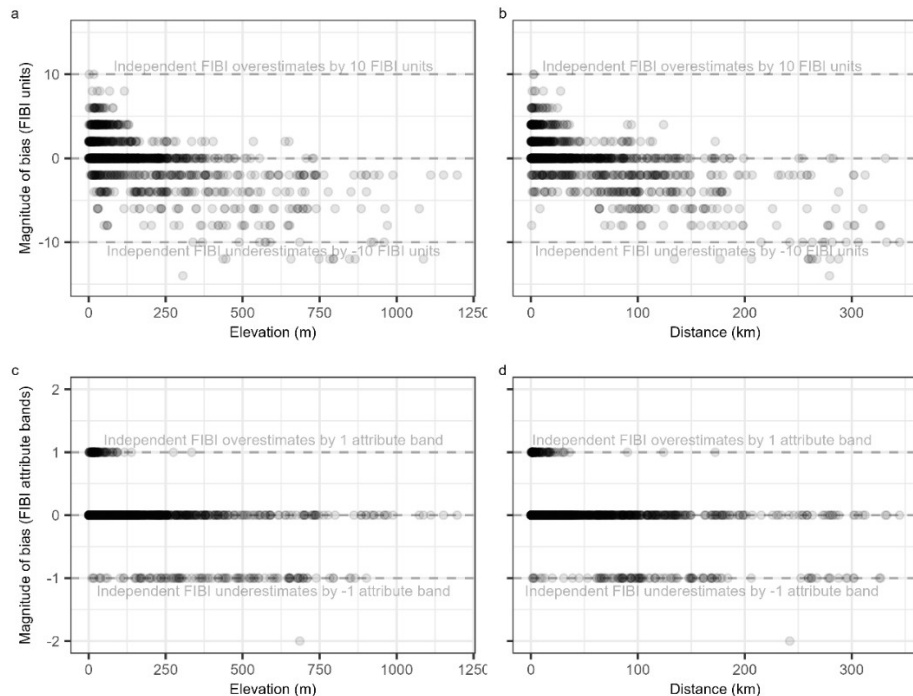 a
Magnitude of bias (FIBI units)
10
0
-10
Independent FIBI overestimates by 10 FIBI units
Independent FIBI underestimates by -10 FIBI units
0 250 500 750 1000 1250
Elevation (m)
b
Independent FIBI overestimates by 10 FIBI units
Independent FIBI underestimates by -10 FIBI units
0 100 200 300
Distance (km)
c
Magnitude of bias (FIBI attribute bands)
2
1
0
-1
-2
Independent FIBI overestimates by 1 attribute band
Independent FIBI underestimates by -1 attribute band
0 250 500 750 1000 1250
Elevation (m)
d
Independent FIBI overestimates by 1 attribute band
Independent FIBI underestimates by -1 attribute band
0 100 200 300
Distance (km)